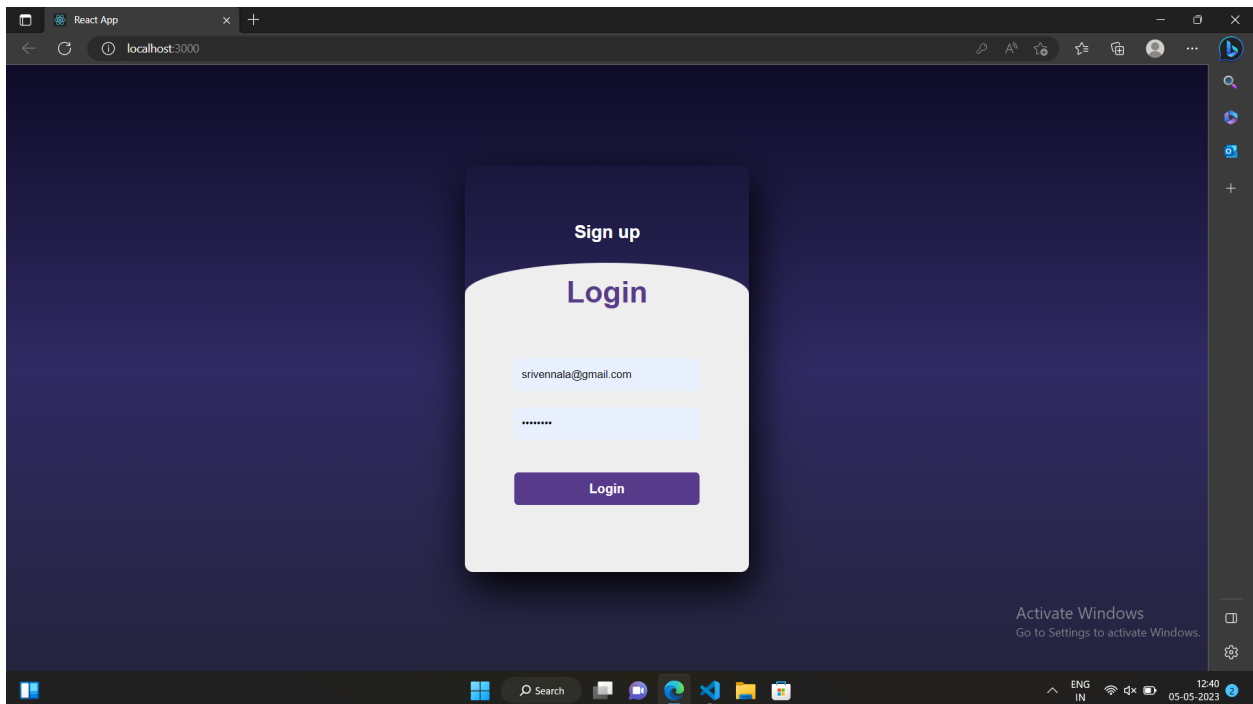 React App
localhost:3000
Sign up
Login
srivennala@gmail.com
••••••••
Login
Activate Windows
Go to Settings to activate Windows.
Search
ENG
IN
12:40
05-05-2023
2